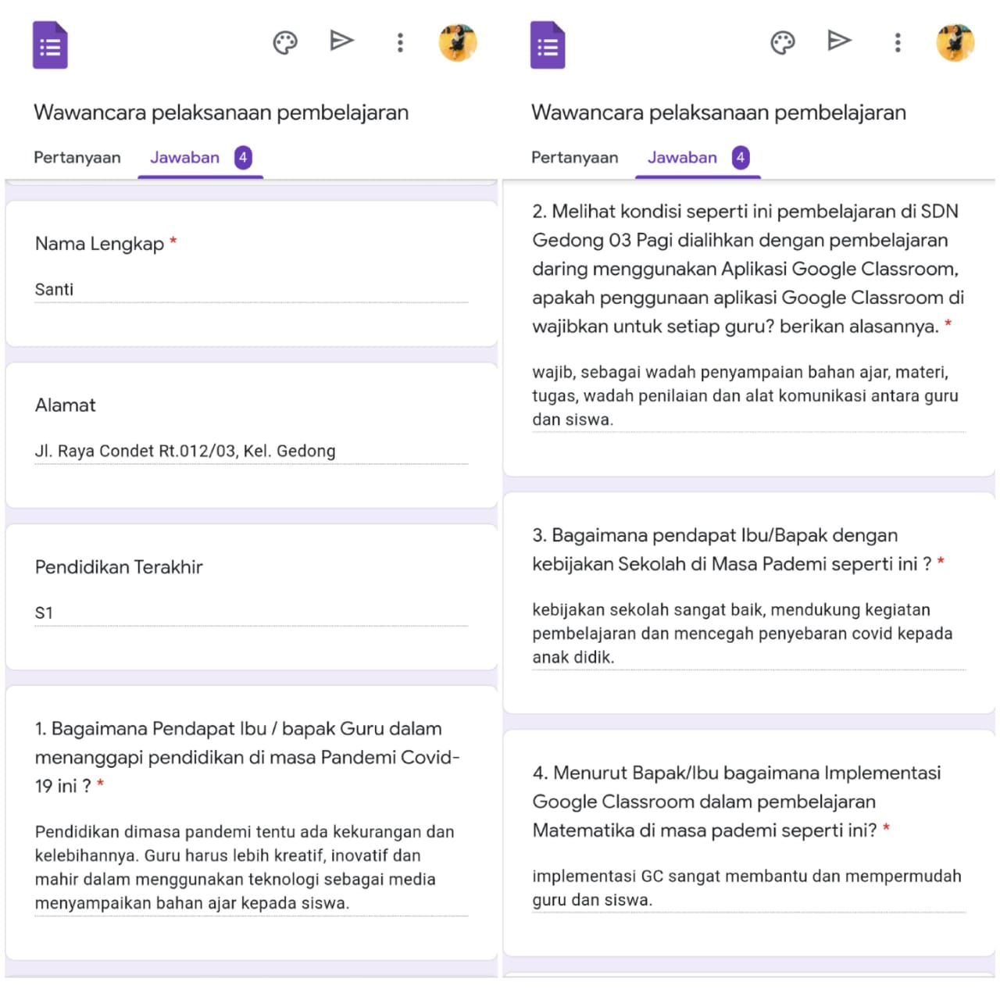 Wawancara pelaksanaan pembelajaran
Pertanyaan
Jawaban
4
Nama Lengkap *
Santi
Alamat
Jl. Raya Condet Rt.012/03, Kel. Gedong
Pendidikan Terakhir
S1
1. Bagaimana Pendapat Ibu / bapak Guru dalam
menanggapi pendidikan di masa Pandemi Covid-
19 ini ? *
Pendidikan dimasa pandemi tentu ada kekurangan dan
kelebihannya. Guru harus lebih kreatif, inovatif dan
mahir dalam menggunakan teknologi sebagai media
menyampaikan bahan ajar kepada siswa.
Wawancara pelaksanaan pembelajaran
Pertanyaan
Jawaban
4
2. Melihat kondisi seperti ini pembelajaran di SDN
Gedong 03 Pagi dialihkan dengan pembelajaran
daring menggunakan Aplikasi Google Classroom,
apakah penggunaan aplikasi Google Classroom di
wajibkan untuk setiap guru? berikan alasannya. *
wajib, sebagai wadah penyampaian bahan ajar, materi,
tugas, wadah penilaian dan alat komunikasi antara guru
dan siswa.
3. Bagaimana pendapat Ibu/Bapak dengan
kebijakan Sekolah di Masa Pademi seperti ini ? *
kebijakan sekolah sangat baik, mendukung kegiatan
pembelajaran dan mencegah penyebaran covid kepada
anak didik.
4. Menurut Bapak/Ibu bagaimana Implementasi
Google Classroom dalam pembelajaran
Matematika di masa pademi seperti ini? *
implementasi GC sangat membantu dan mempermudah
guru dan siswa.